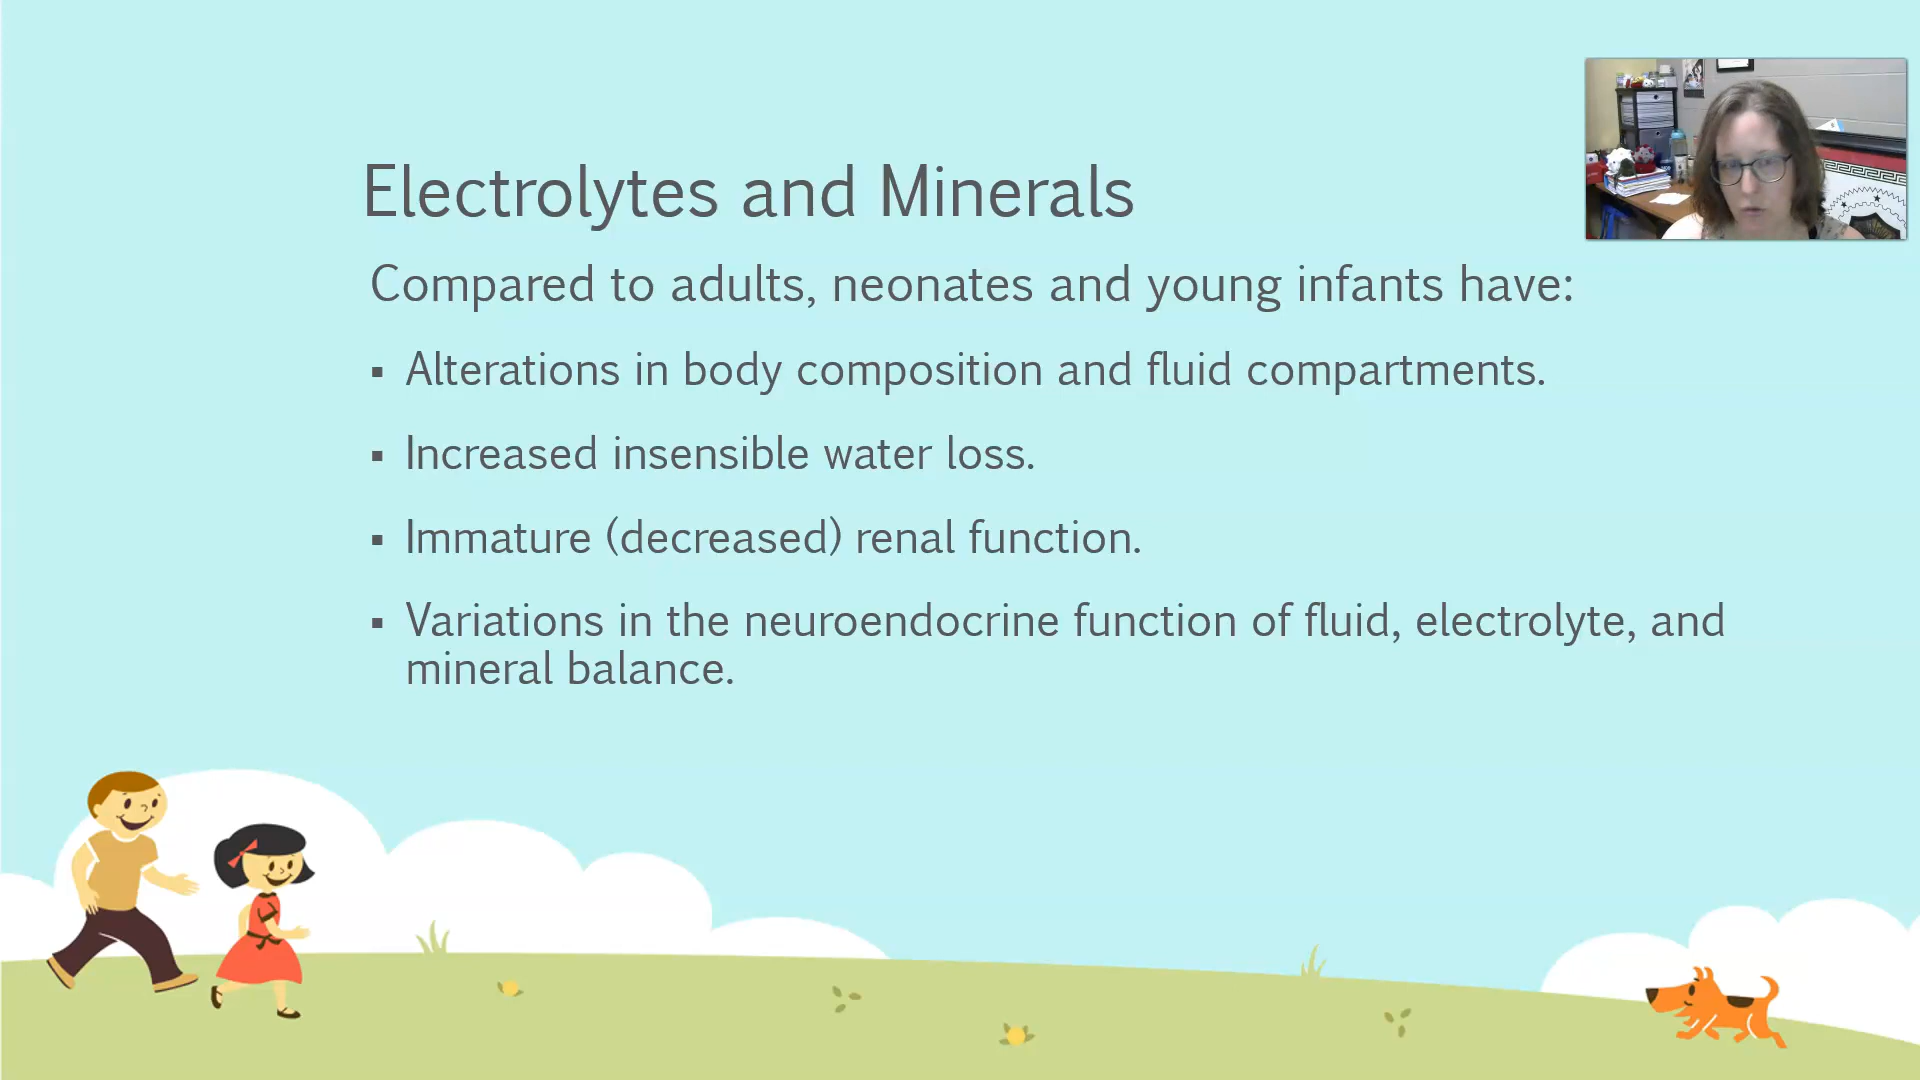 Electrolytes and Minerals
Compared to adults, neonates and young infants have:
▪ Alterations in body composition and fluid compartments.
▪ Increased insensible water loss.
▪ Immature (decreased) renal function.
▪ Variations in the neuroendocrine function of fluid, electrolyte, and
mineral balance.